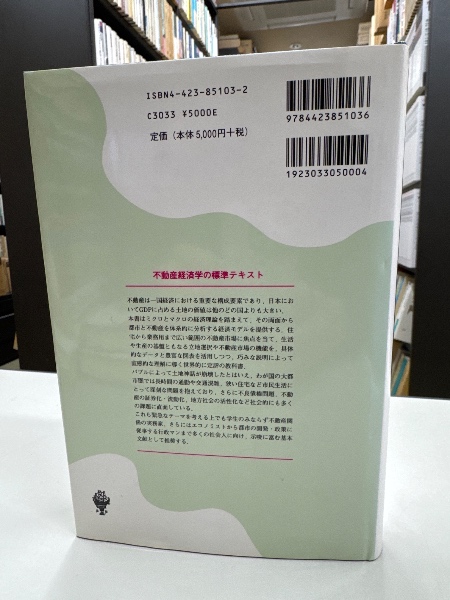 ISBN4-423-85103-2
C3033 ¥5000E
定価（本体5,000円+税）
9784423851036
1923033050004
不動産経済学の標準テキスト
不動産は一国経済における重要な構成要素であり，日本にお
いてGDPに占める土地の価値は他のどの国よりも大きい。
本書はミクロとマクロの経済理論を踏まえて，その両面から
都市と不動産を体系的に分析する経済モデルを提供する。住
宅から業務用まで広い範囲の不動産市場に焦点を当て，生活
や生産の基盤ともなる立地選択や不動産市場の機能を，具体
的なデータと豊富な図表を活用しつつ，巧みな説明によって
直感的な理解に導く世界的に定評の教科書。
バブルによって土地神話が崩壊したとはいえ，わが国の大都
市圏では長時間の通勤や交通混雑，狭い住宅など市民生活に
とって深刻な問題を抱えており，さらに不良債権問題，不動
産の証券化・流動化，地方社会の活性化など社会的にも多く
の課題に直面している。
これら緊急なテーマを考える上でも学生のみならず不動産関
係の実務家，さらにはエコノミストから都市の開発・政策に
従事する行政マンまで多くの社会人に向け，示唆に富む基本
文献として推薦する。